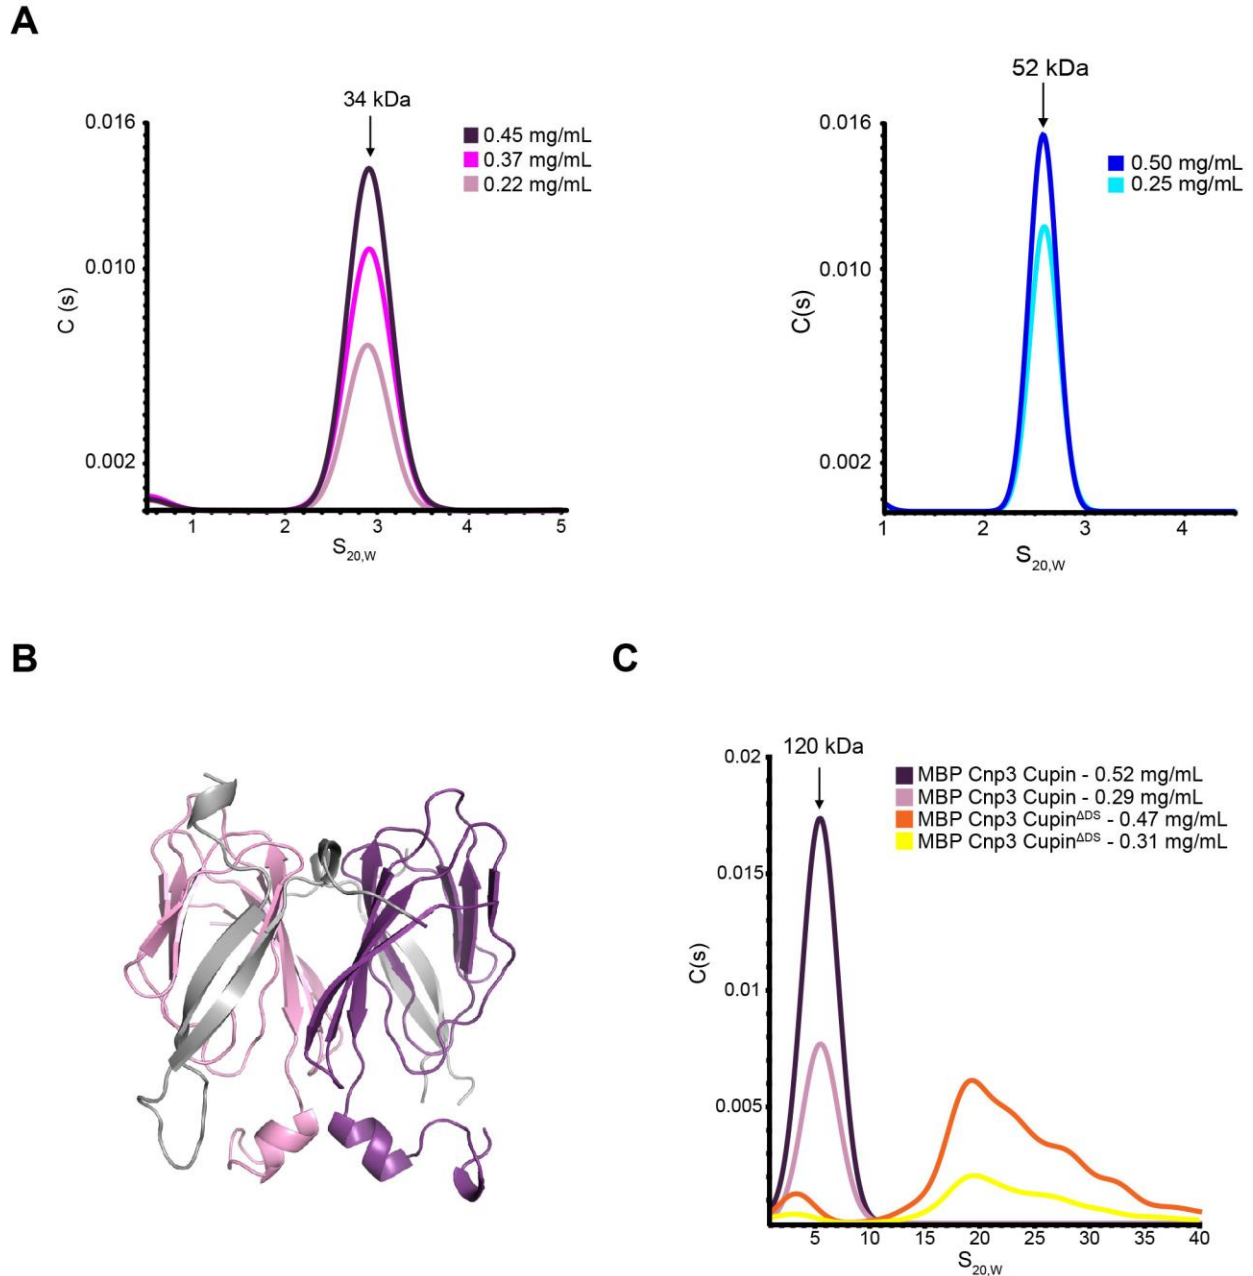 A
34 kDa
0.016
0.010
0.002
C (s)
1 2 3 4 5
S20,W
0.45 mg/mL
0.37 mg/mL
0.22 mg/mL
52 kDa
0.016
0.010
0.002
C(s)
1 2 3 4
S20,W
0.50 mg/mL
0.25 mg/mL
B
C
120 kDa
0.02
0.015
0.01
0.005
C(s)
5 10 15 20 25 30 35 40
S20,W
MBP Cnp3 Cupin - 0.52 mg/mL
MBP Cnp3 Cupin - 0.29 mg/mL
MBP Cnp3 Cupin^ΔDS - 0.47 mg/mL
MBP Cnp3 Cupin^ΔDS - 0.31 mg/mL